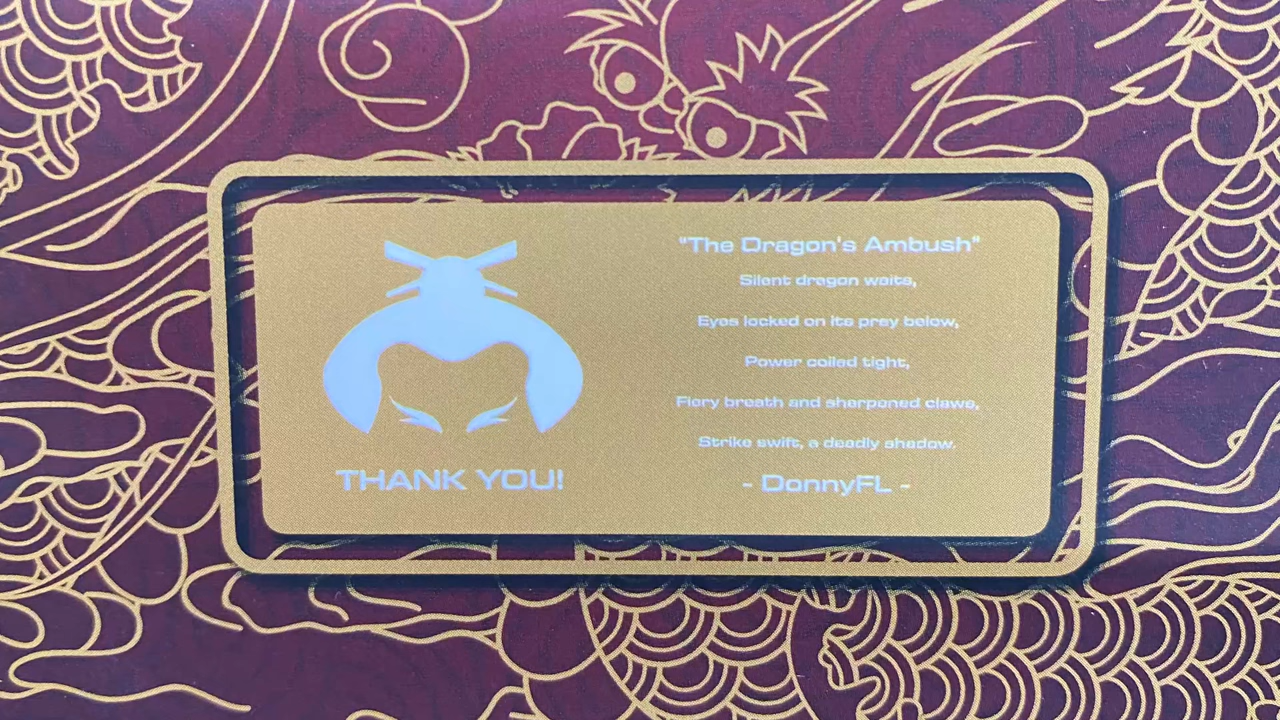 THANK YOU!
"The Dragon's Ambush"
Silent dragon waits,
Eyes locked on its prey below,
Power coiled tight,
Fiery breath and sharpened claws,
Strike swift, a deadly shadow.
- DonnyFL -